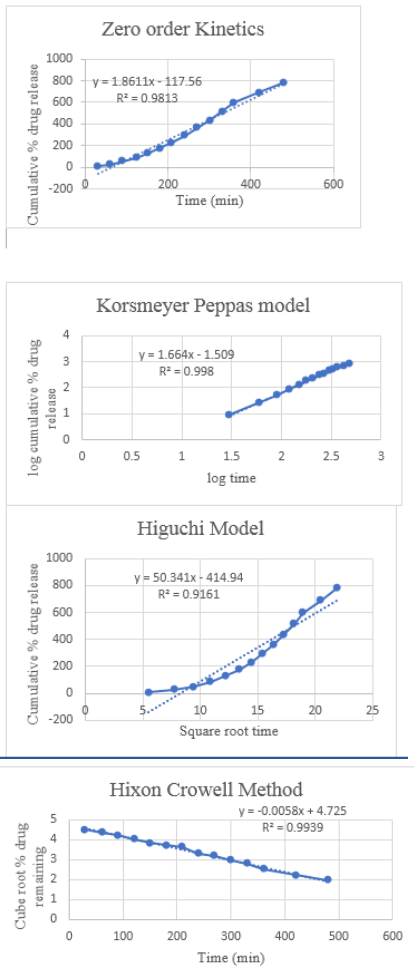 Zero order Kinetics
Cumulative % drug release
1000
800
600
400
200
0
-200
y = 1.8611x - 117.56
R² = 0.9813
0
200
400
600
Time (min)
Korsmeyer Peppas model
log cumulative % drug
release
4
3
2
1
0
y = 1.664x - 1.509
R² = 0.998
0
0.5
1
1.5
2
2.5
3
log time
Higuchi Model
Cumulative % drug release
1000
800
600
400
200
0
-200
y = 50.341x - 414.94
R² = 0.9161
0
5
10
15
20
25
Square root time
Hixon Crowell Method
y = -0.0058x + 4.725
R² = 0.9939
Cube root % drug
remaining
5
4
3
2
1
0
0
100
200
300
400
500
600
Time (min)